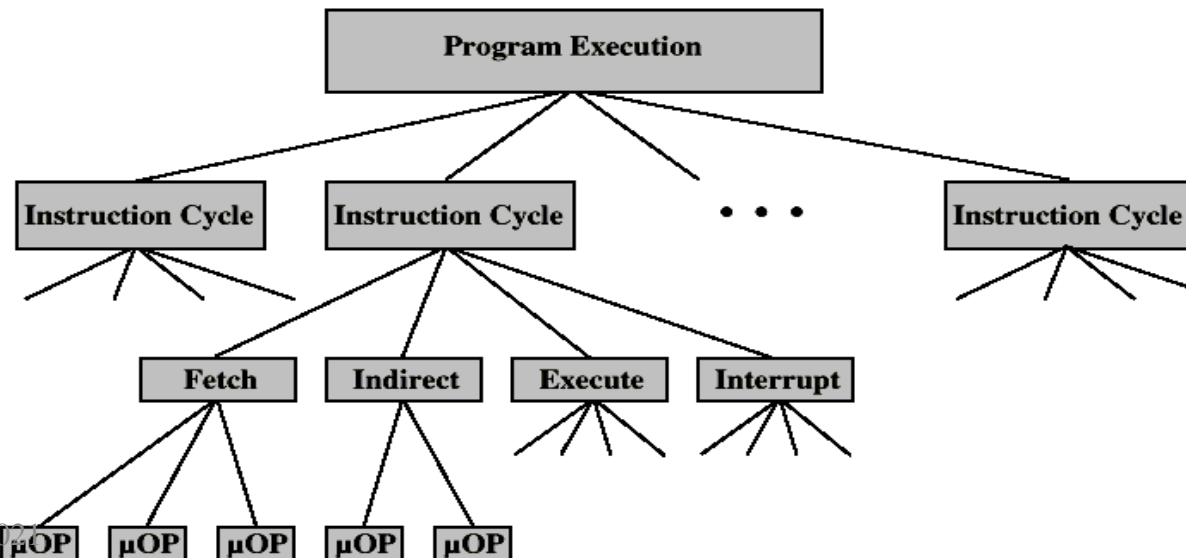 Program Execution
Instruction Cycle Instruction Cycle • • • Instruction Cycle
Fetch Indirect Execute Interrupt
µOP µOP µOP µOP µOP